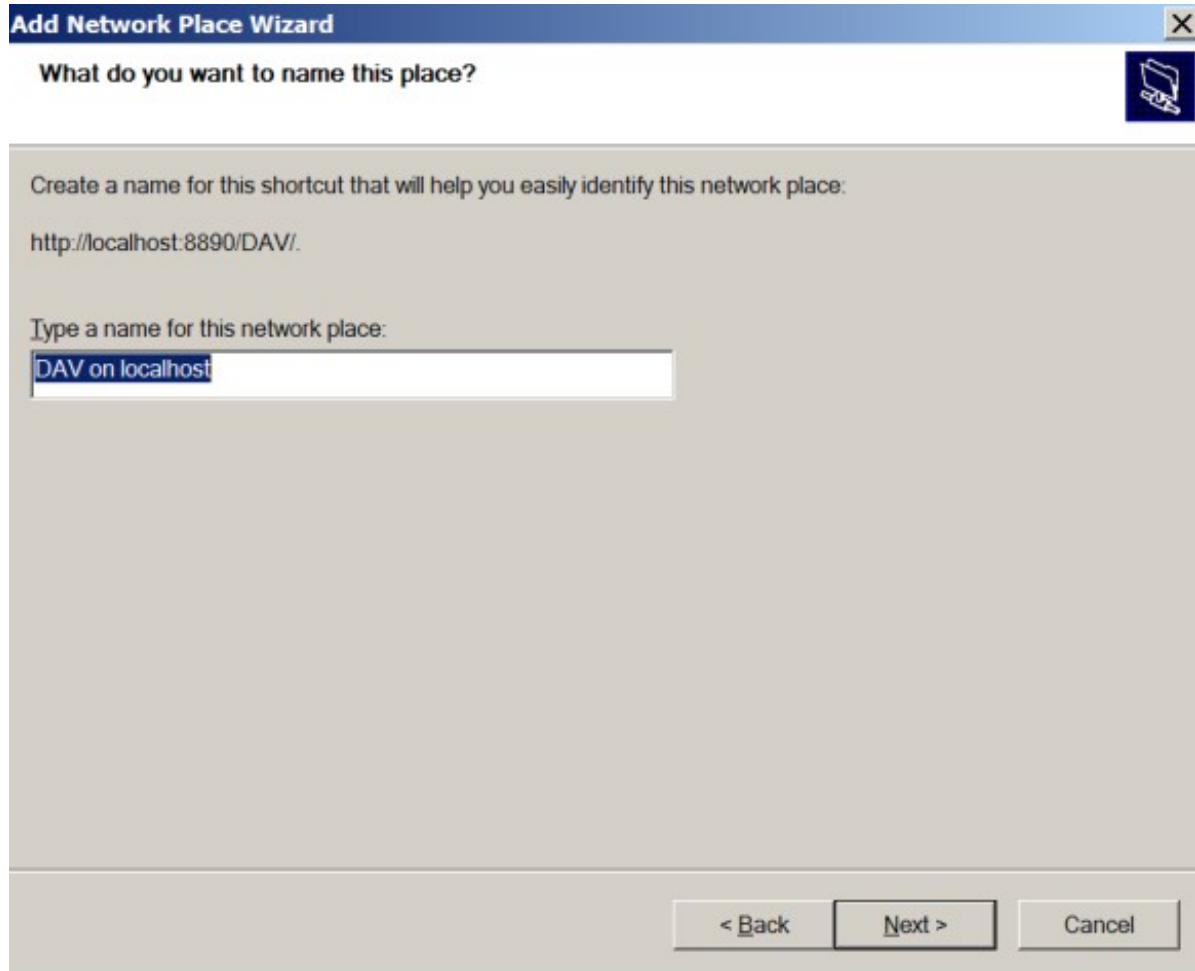 Add Network Place Wizard
What do you want to name this place?
Create a name for this shortcut that will help you easily identify this network place:
http://localhost:8890/DAV/.
Type a name for this network place:
DAV on localhost
< Back Next > Cancel